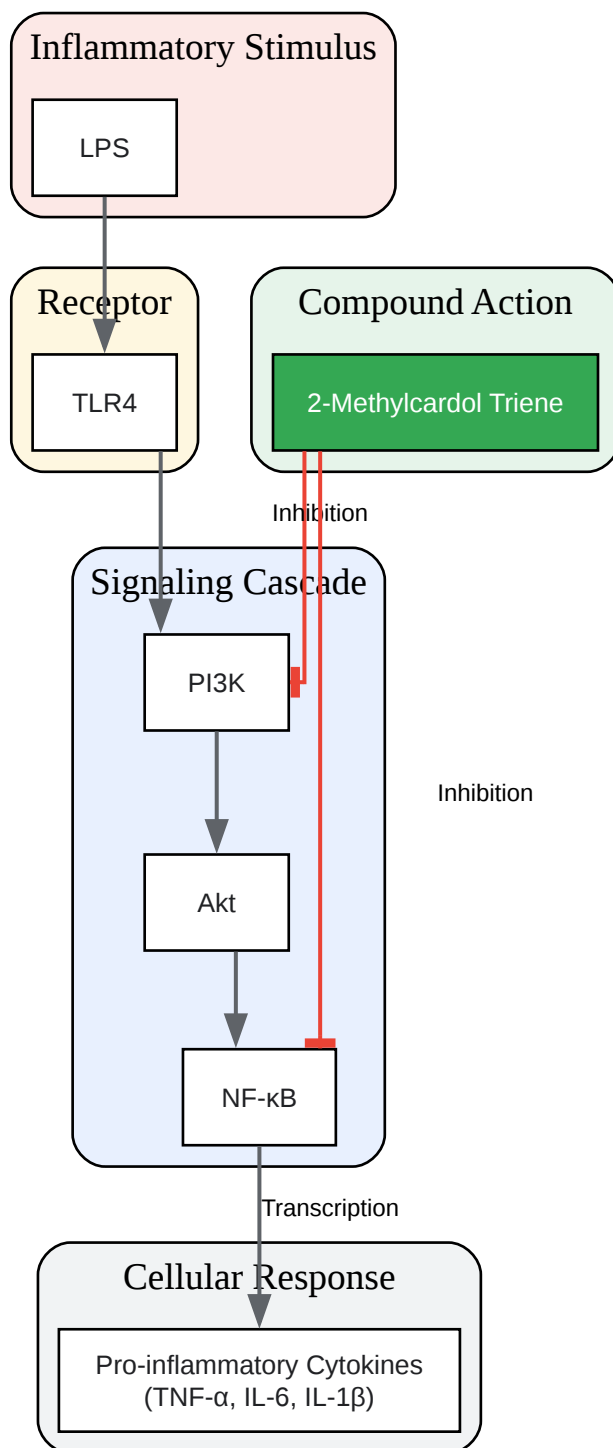 Inflammatory Stimulus
LPS
Receptor
TLR4
Compound Action
2-Methylcardol Triene
Inhibition
Signaling Cascade
PI3K
Inhibition
Akt
NF-κB
Transcription
Cellular Response
Pro-inflammatory Cytokines
(TNF-α, IL-6, IL-1β)